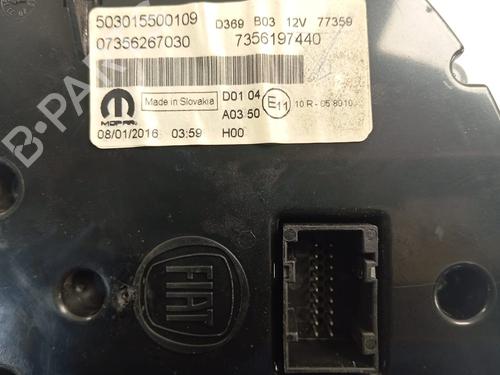 503015500109 D369 B03 12V 77359
07356267030 7356197440
MOPAR Made in Slovakia D01 04 E11 10 R - 05 8010
A03 50
08/01/2016 03:59 H00
FIAT
B-PARTS